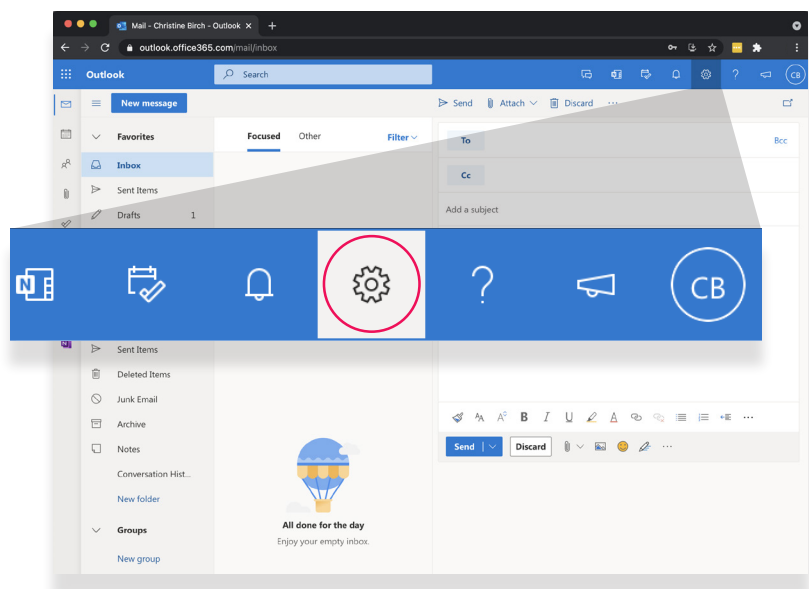 Mail - Christine Birch - Outlook
outlook.office365.com/mail/inbox
Outlook
Search
CB
New message
Send
Attach
Discard
Favorites
Focused
Other
Filter
To
Bcc
Inbox
Cc
Sent Items
Add a subject
Drafts
1
N
?
CB
Sent Items
Deleted Items
Junk Email
Archive
B I U A
Notes
Send
Discard
Conversation Hist...
New folder
All done for the day
Groups
Enjoy your empty inbox.
New group